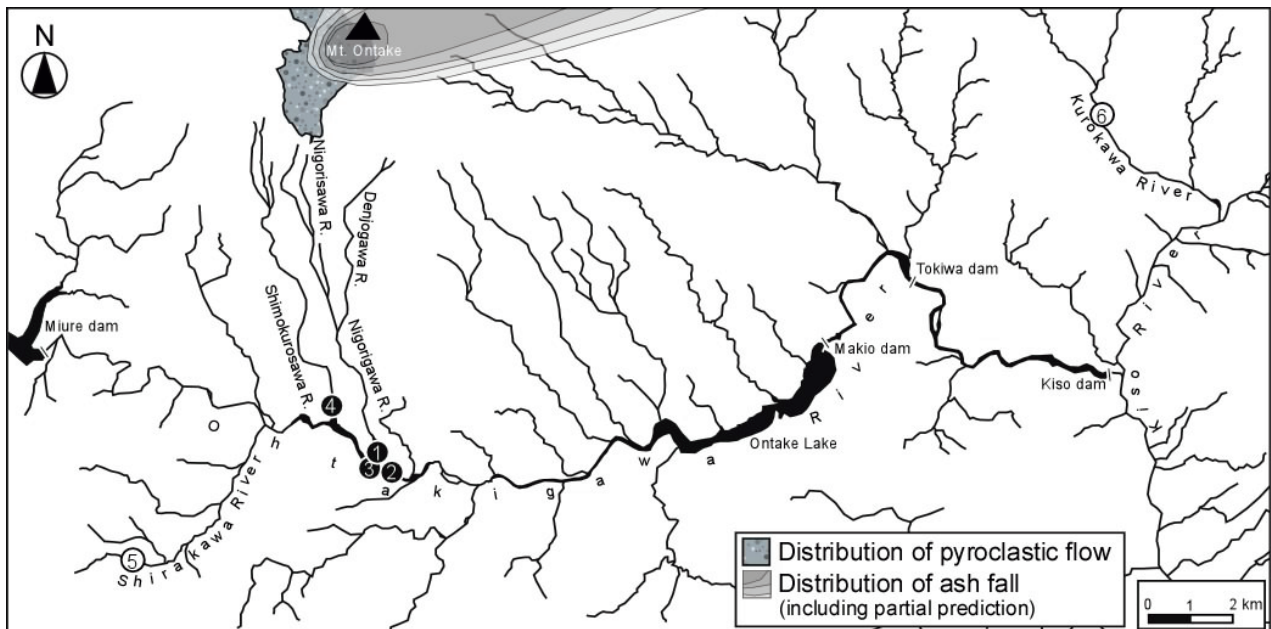 N
Mt. Ontake
Nigorisawa R.
Denjogawa R.
Shimokurosawa R.
Nigorigawa R.
6
Kurokawa River
Miure dam
Tokiwa dam
Makio dam
Kiso dam
Kiso River
Ontake Lake
Ohtakigawa River
4
1
3
2
5
Shirakawa River
Distribution of pyroclastic flow
Distribution of ash fall
(including partial prediction)
0 1 2 km